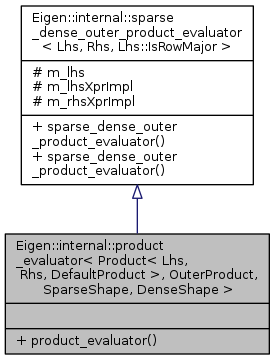 Eigen::internal::sparse
_dense_outer_product_evaluator
< Lhs, Rhs, Lhs::IsRowMajor >
# m_lhs
# m_lhsXprImpl
# m_rhsXprImpl
+ sparse_dense_outer
_product_evaluator()
+ sparse_dense_outer
_product_evaluator()
Eigen::internal::product
_evaluator< Product< Lhs,
Rhs, DefaultProduct >, OuterProduct,
SparseShape, DenseShape >
+ product_evaluator()